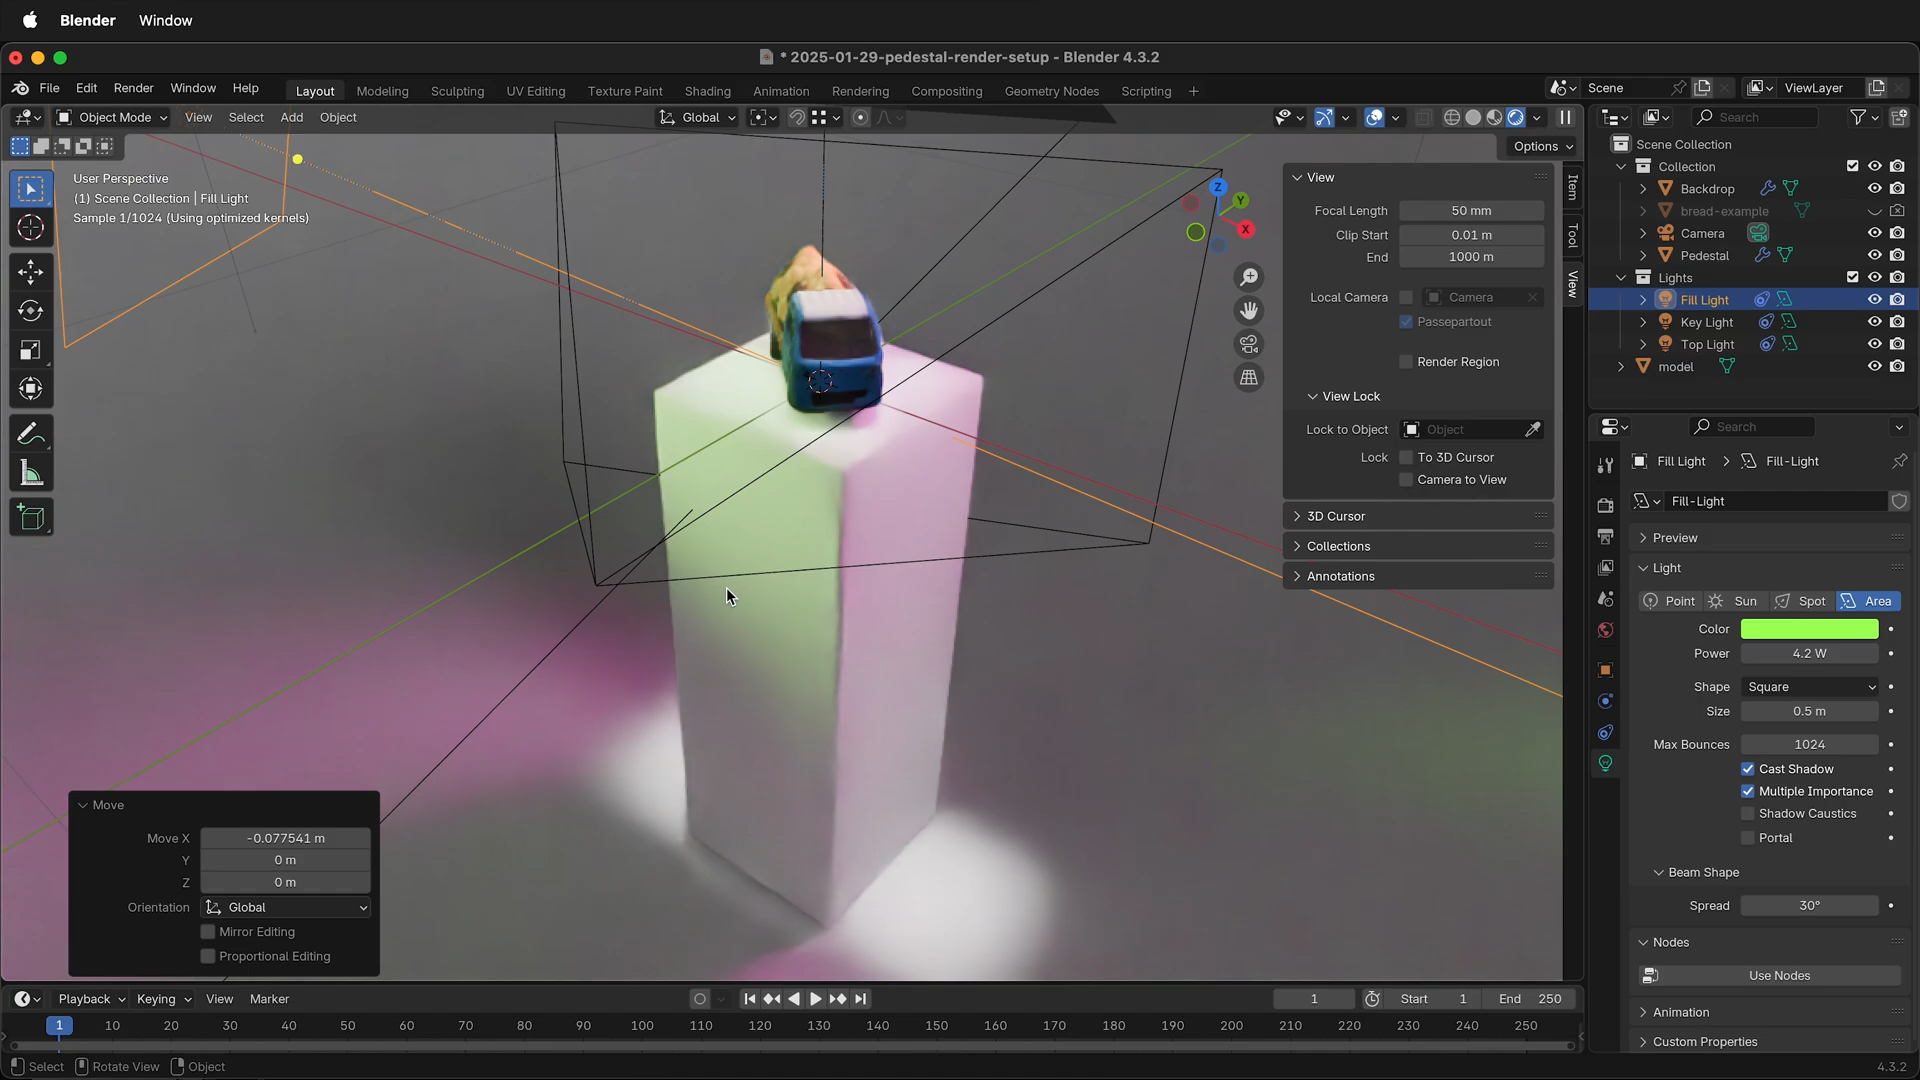 Blender Window
* 2025-01-29-pedestal-render-setup - Blender 4.3.2
File Edit Render Window Help Layout Modeling Sculpting UV Editing Texture Paint Shading Animation Rendering Compositing Geometry Nodes Scripting + Scene ViewLayer
Object Mode View Select Add Object Global Search
Options
User Perspective
(1) Scene Collection | Fill Light
Sample 1/1024 (Using optimized kernels)
Z
Y
X
View
Focal Length 50 mm
Clip Start 0.01 m
End 1000 m
Local Camera Camera
Passepartout
Render Region
View Lock
Lock to Object Object
Lock To 3D Cursor
Camera to View
3D Cursor
Collections
Annotations
Item
Tool
View
Scene Collection
Collection
Backdrop
bread-example
Camera
Pedestal
Lights
Fill Light
Key Light
Top Light
model
Search
Fill Light > Fill-Light
Fill-Light
Preview
Light
Point Sun Spot Area
Color
Power 4.2 W
Shape Square
Size 0.5 m
Max Bounces 1024
Cast Shadow
Multiple Importance
Shadow Caustics
Portal
Beam Shape
Spread 30°
Nodes
Use Nodes
Animation
Custom Properties
Move
Move X -0.077541 m
Y 0 m
Z 0 m
Orientation Global
Mirror Editing
Proportional Editing
Playback Keying View Marker 1 Start 1 End 250
1 10 20 30 40 50 60 70 80 90 100 110 120 130 140 150 160 170 180 190 200 210 220 230 240 250
Select Rotate View Object 4.3.2